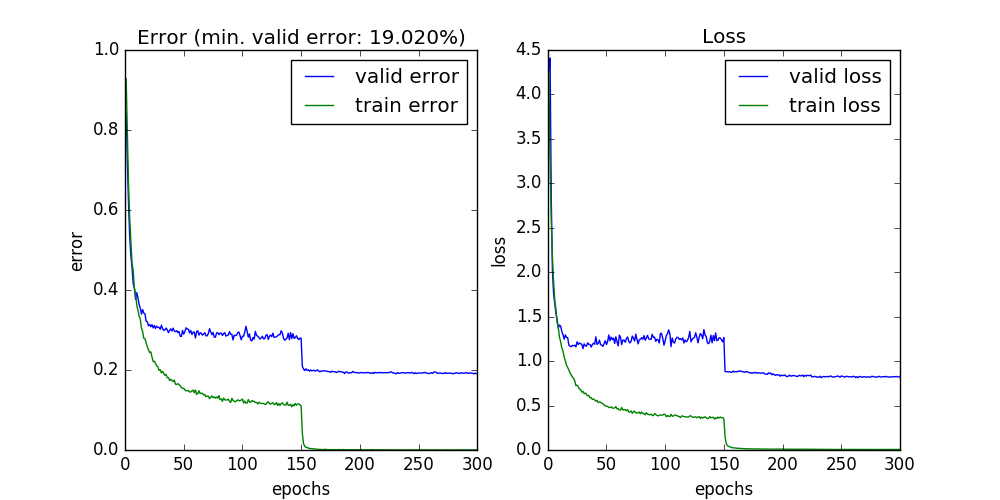 Error (min. valid error: 19.020%)
valid error
train error
1.0
0.8
0.6
0.4
0.2
0.0
error
0 50 100 150 200 250 300
epochs
Loss
valid loss
train loss
4.5
4.0
3.5
3.0
2.5
2.0
1.5
1.0
0.5
0.0
loss
0 50 100 150 200 250 300
epochs